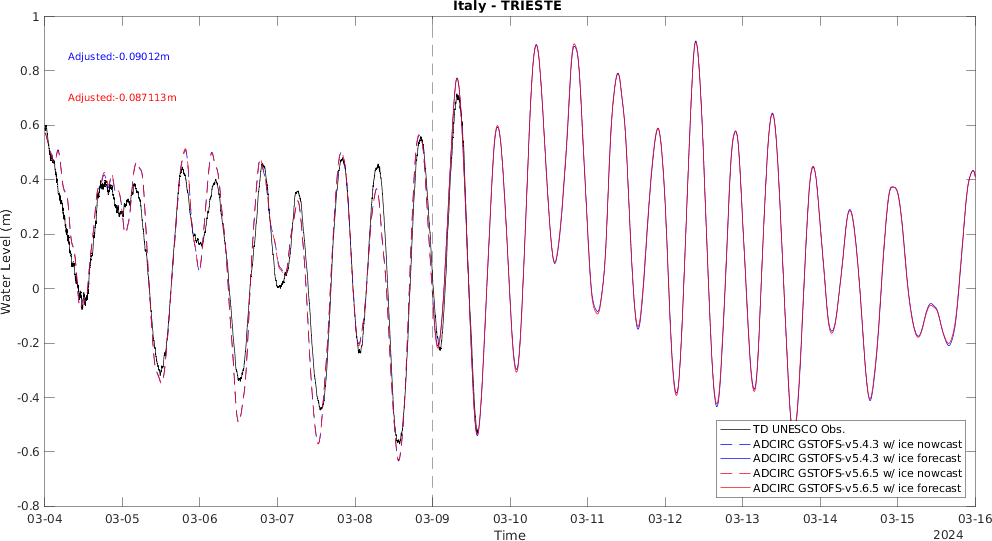 Italy - TRIESTE
Adjusted:-0.09012m
Adjusted:-0.087113m
Water Level (m)
1
0.8
0.6
0.4
0.2
0
-0.2
-0.4
-0.6
-0.8
TD UNESCO Obs.
ADCIRC GSTOFS-v5.4.3 w/ ice nowcast
ADCIRC GSTOFS-v5.4.3 w/ ice forecast
ADCIRC GSTOFS-v5.6.5 w/ ice nowcast
ADCIRC GSTOFS-v5.6.5 w/ ice forecast
03-04 03-05 03-06 03-07 03-08 03-09 03-10 03-11 03-12 03-13 03-14 03-15 03-16
Time
2024